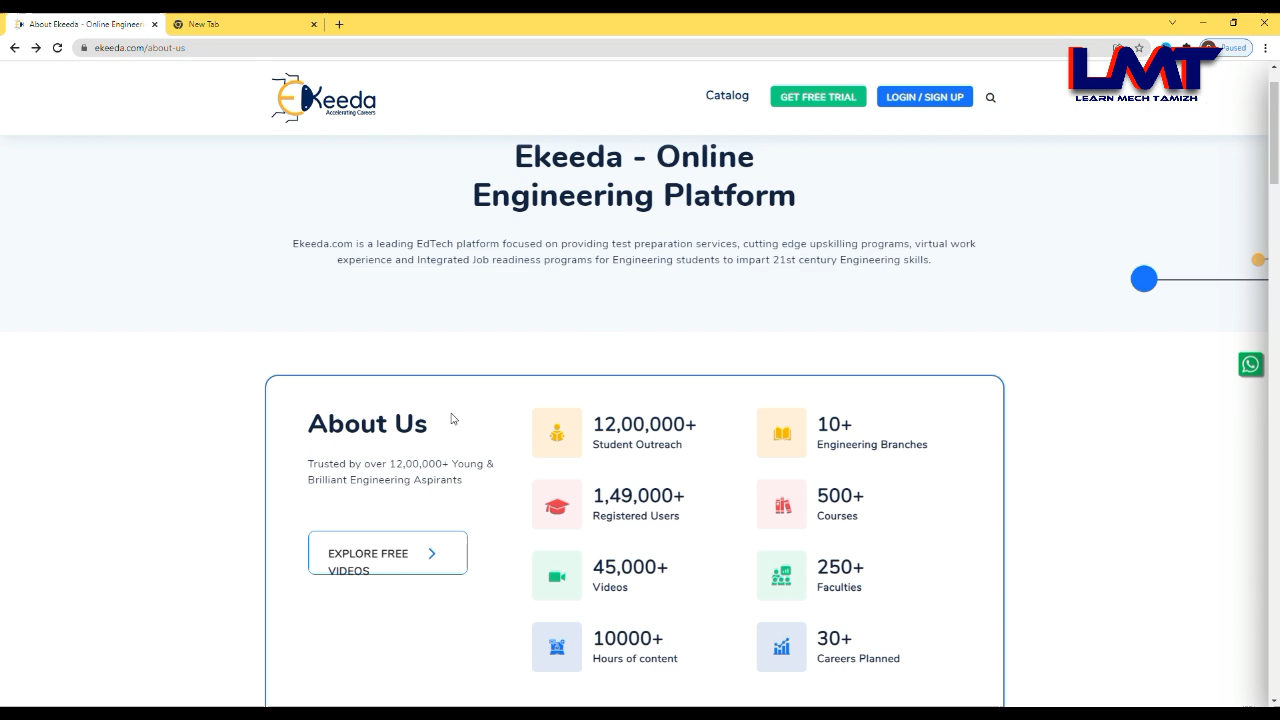 About Ekeeda - Online Engineeri
New Tab
ekeeda.com/about-us
Paused
EKeeda
Accelerating Careers
Catalog
GET FREE TRIAL
LOGIN / SIGN UP
LMT
LEARN MECH TAMIZH
Ekeeda - Online
Engineering Platform
Ekeeda.com is a leading EdTech platform focused on providing test preparation services, cutting edge upskilling programs, virtual work
experience and Integrated Job readiness programs for Engineering students to impart 21st century Engineering skills.
About Us
Trusted by over 12,00,000+ Young &
Brilliant Engineering Aspirants
EXPLORE FREE
VIDEOS
12,00,000+
Student Outreach
10+
Engineering Branches
1,49,000+
Registered Users
500+
Courses
45,000+
Videos
250+
Faculties
10000+
Hours of content
30+
Careers Planned